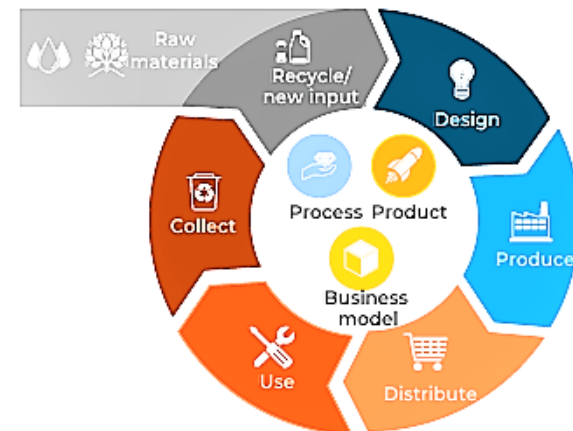 Raw
materials
Recycle/
new input
Design
Produce
Distribute
Use
Collect
Process
Product
Business
model